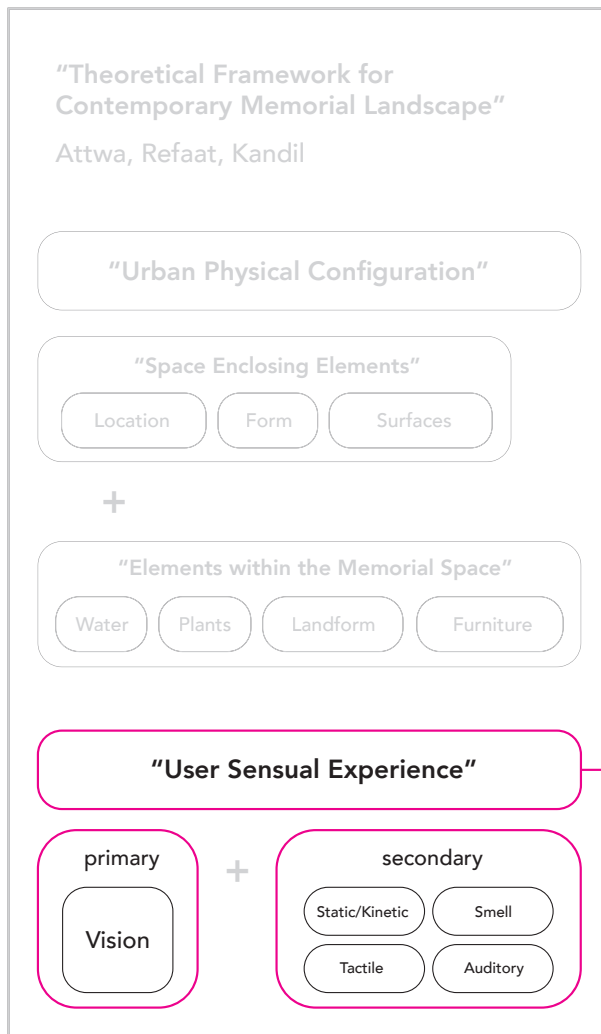 “Theoretical Framework for
Contemporary Memorial Landscape”
Attwa, Refaat, Kandil
“Urban Physical Configuration”
“Space Enclosing Elements”
Location Form Surfaces
+
“Elements within the Memorial Space”
Water Plants Landform Furniture
“User Sensual Experience”
primary + secondary
Vision
Static/Kinetic Smell
Tactile Auditory